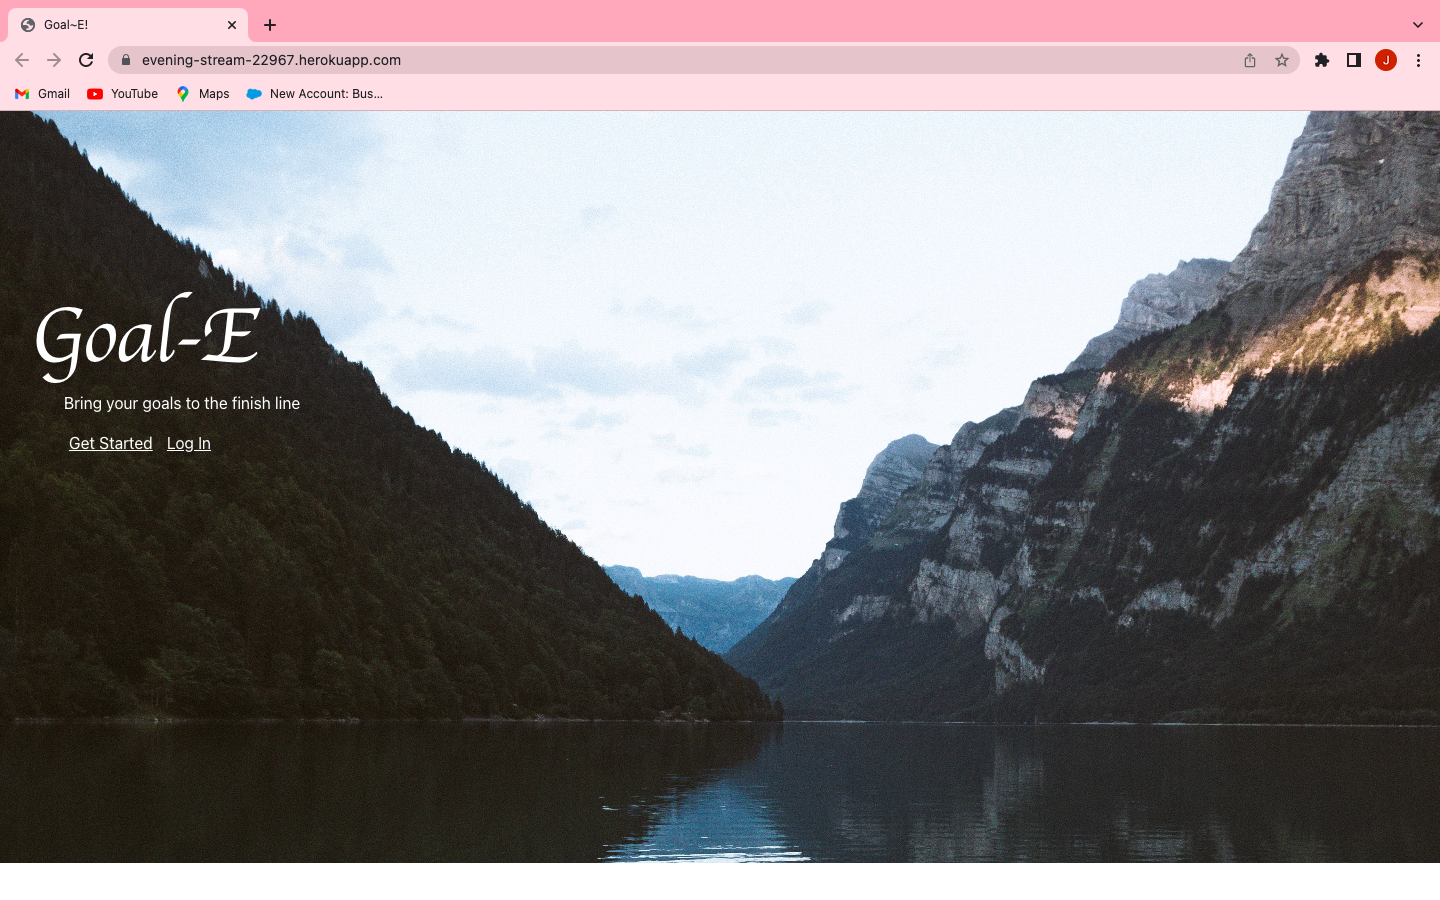 Goal~E!
evening-stream-22967.herokuapp.com
J
Gmail YouTube Maps New Account: Bus...
Goal-E
Bring your goals to the finish line
Get Started Log In